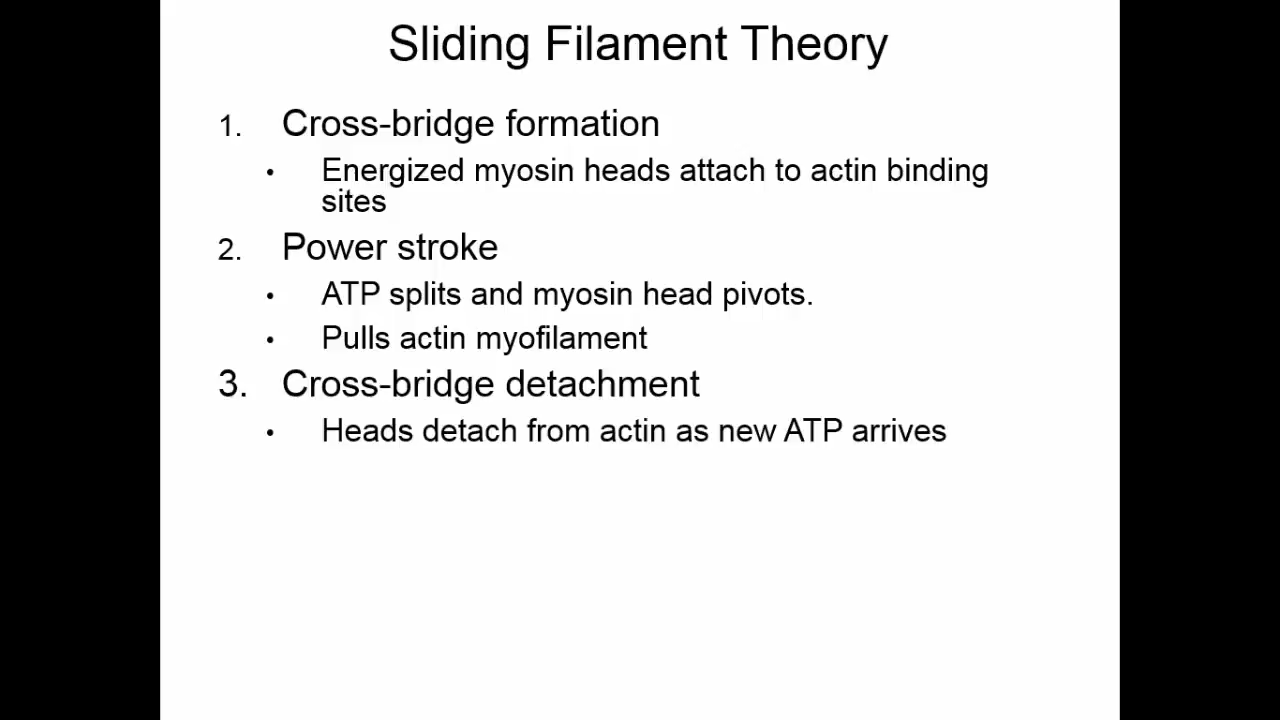 Sliding Filament Theory
1. Cross-bridge formation
• Energized myosin heads attach to actin binding
sites
2. Power stroke
• ATP splits and myosin head pivots.
• Pulls actin myofilament
3. Cross-bridge detachment
• Heads detach from actin as new ATP arrives